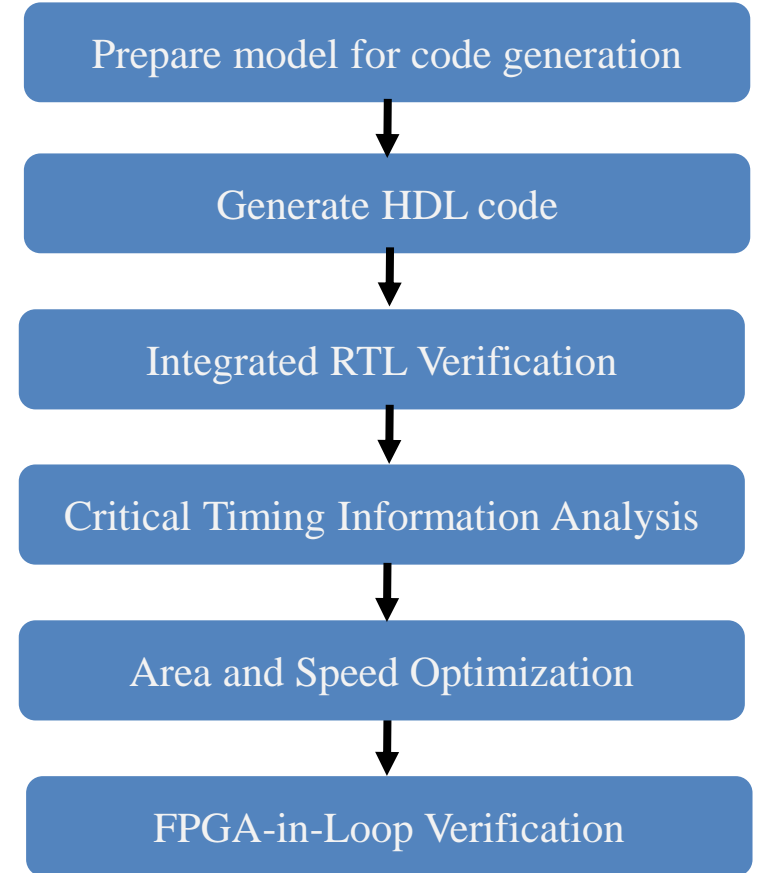 Prepare model for code generation
Generate HDL code
Integrated RTL Verification
Critical Timing Information Analysis
Area and Speed Optimization
FPGA-in-Loop Verification